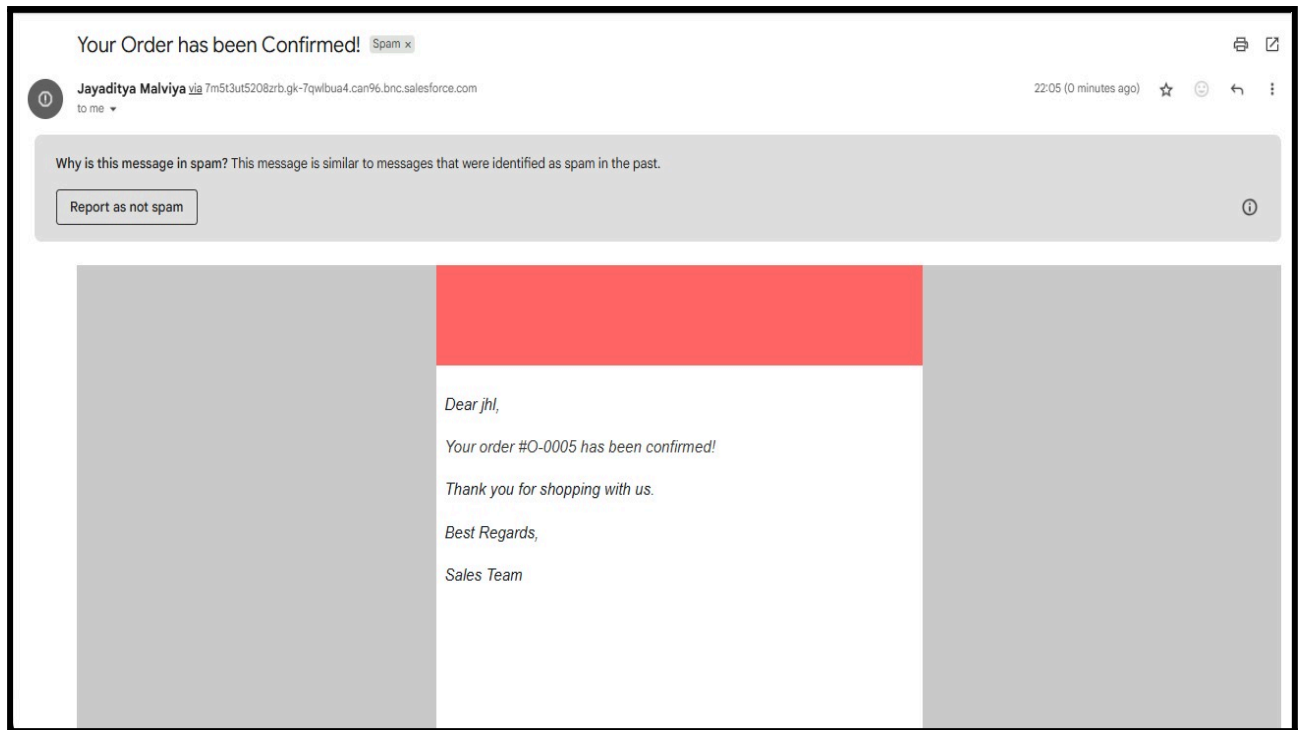 Your Order has been Confirmed! Spam ×
Jayaditya Malviya via 7m5t3ut5208zrb.gk-7qwlbua4.can96.bnc.salesforce.com 22:05 (0 minutes ago)
to me
Why is this message in spam? This message is similar to messages that were identified as spam in the past.
Report as not spam
Dear jhl,
Your order #O-0005 has been confirmed!
Thank you for shopping with us.
Best Regards,
Sales Team